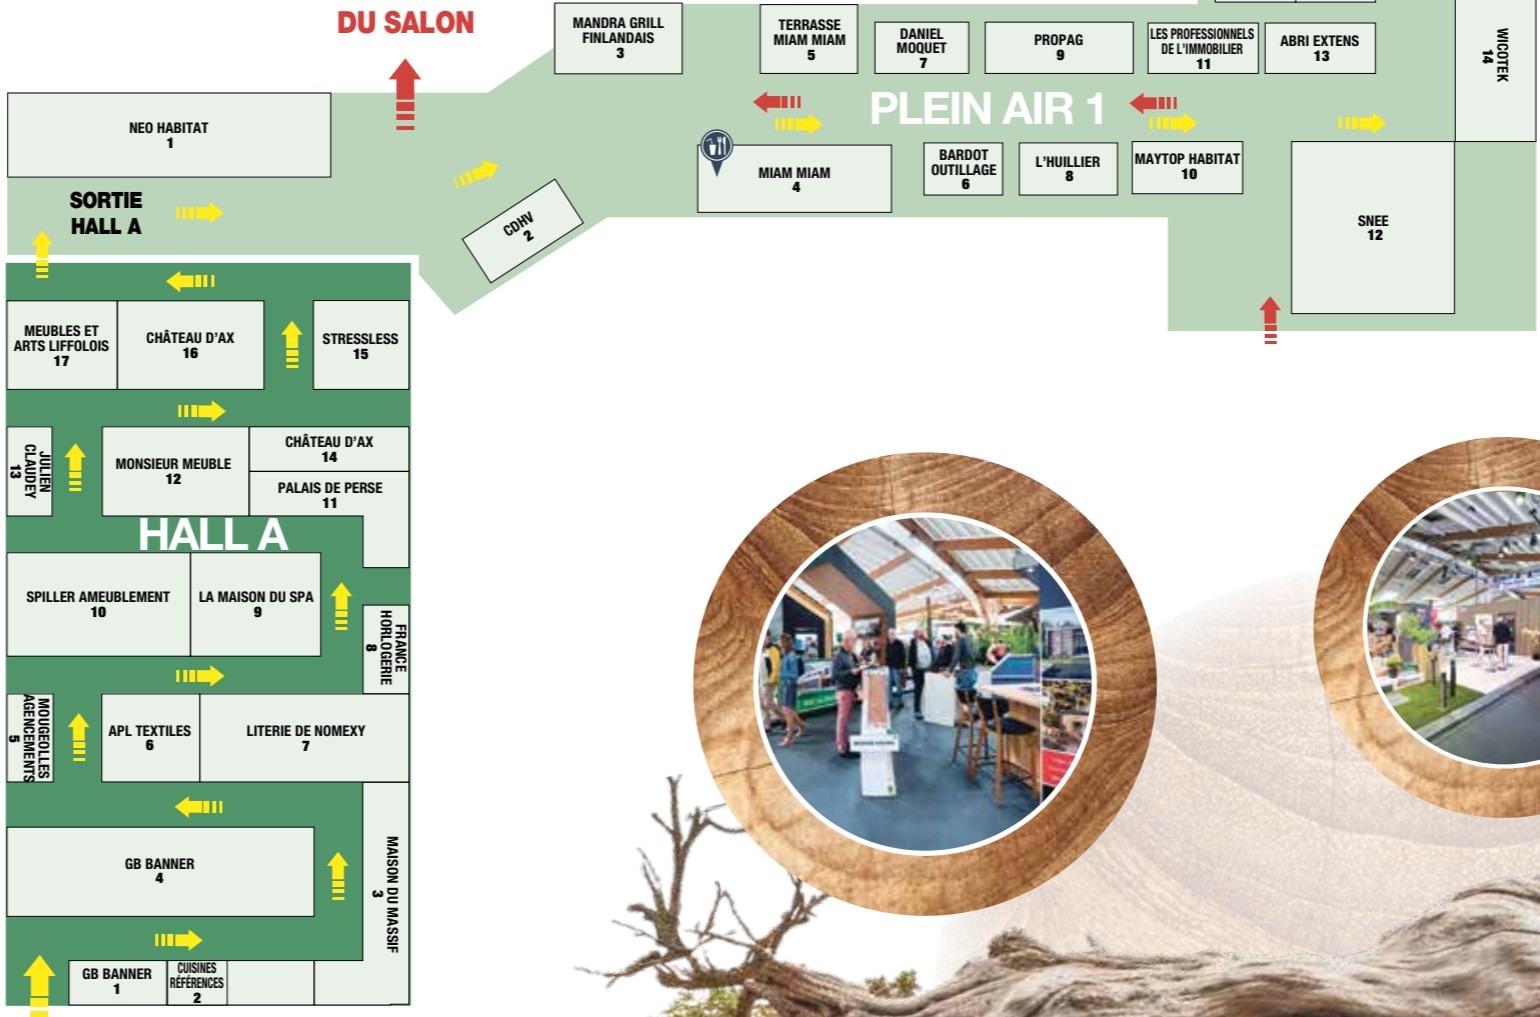 DU SALON
MANDRA GRILL
FINLANDAIS
3
TERRASSE
MIAM MIAM
5
DANIEL
MOQUET
7
PROPAG
9
LES PROFESSIONNELS
DE L'IMMOBILIER
11
ABRI EXTENS
13
WICOTEK
14
PLEIN AIR 1
NEO HABITAT
1
SORTIE
HALL A
CDHV
2
MIAM MIAM
4
BARDOT
OUTILLAGE
6
L'HUILLIER
8
MAYTOP HABITAT
10
SNEE
12
MEUBLES ET
ARTS LIFFOLOIS
17
CHÂTEAU D'AX
16
STRESSLESS
15
JULIEN
CLAUDEY
13
MONSIEUR MEUBLE
12
CHÂTEAU D'AX
14
PALAIS DE PERSE
11
HALL A
SPILLER AMEUBLEMENT
10
LA MAISON DU SPA
9
FRANCE
HORLOGERIE
8
MOUGEOLLES
AGENCEMENTS
5
APL TEXTILES
6
LITERIE DE NOMEXY
7
GB BANNER
4
MAISON DU MASSIF
3
GB BANNER
1
CUISINES
RÉFÉRENCES
2